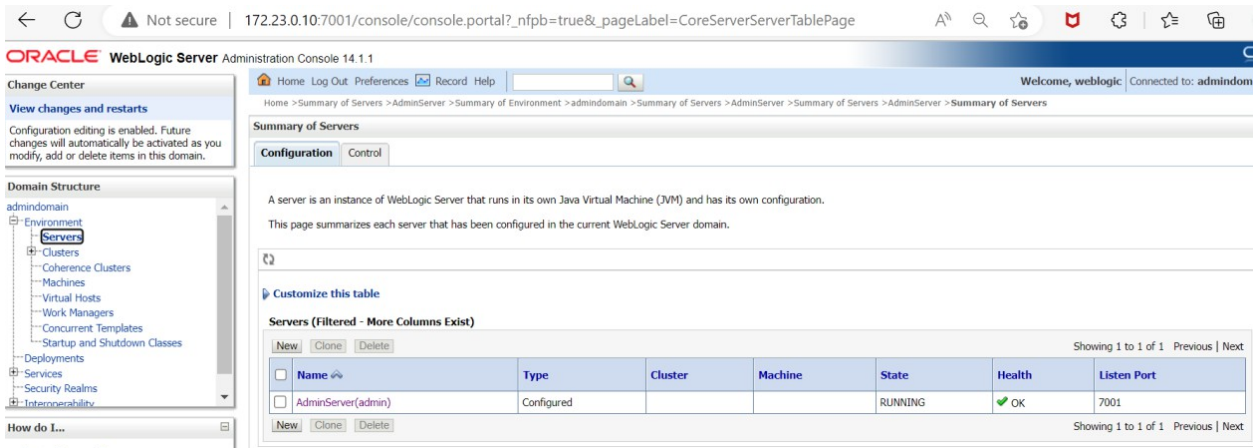 Not secure | 172.23.0.10:7001/console/console.portal?_nfpb=true&_pageLabel=CoreServerServerTablePage
ORACLE WebLogic Server Administration Console 14.1.1
Change Center
View changes and restarts
Configuration editing is enabled. Future
changes will automatically be activated as you
modify, add or delete items in this domain.
Domain Structure
admindomain
Environment
Servers
Clusters
Coherence Clusters
Machines
Virtual Hosts
Work Managers
Concurrent Templates
Startup and Shutdown Classes
Deployments
Services
Security Realms
Interoperability
How do I...
Home Log Out Preferences Record Help
Welcome, weblogic Connected to: admindom
Home >Summary of Servers >AdminServer >Summary of Environment >admindomain >Summary of Servers >AdminServer >Summary of Servers >AdminServer >Summary of Servers
Summary of Servers
Configuration Control
A server is an instance of WebLogic Server that runs in its own Java Virtual Machine (JVM) and has its own configuration.
This page summarizes each server that has been configured in the current WebLogic Server domain.
Customize this table
Servers (Filtered - More Columns Exist)
New Clone Delete Showing 1 to 1 of 1 Previous | Next
Name Type Cluster Machine State Health Listen Port
AdminServer(admin) Configured RUNNING OK 7001
New Clone Delete Showing 1 to 1 of 1 Previous | Next